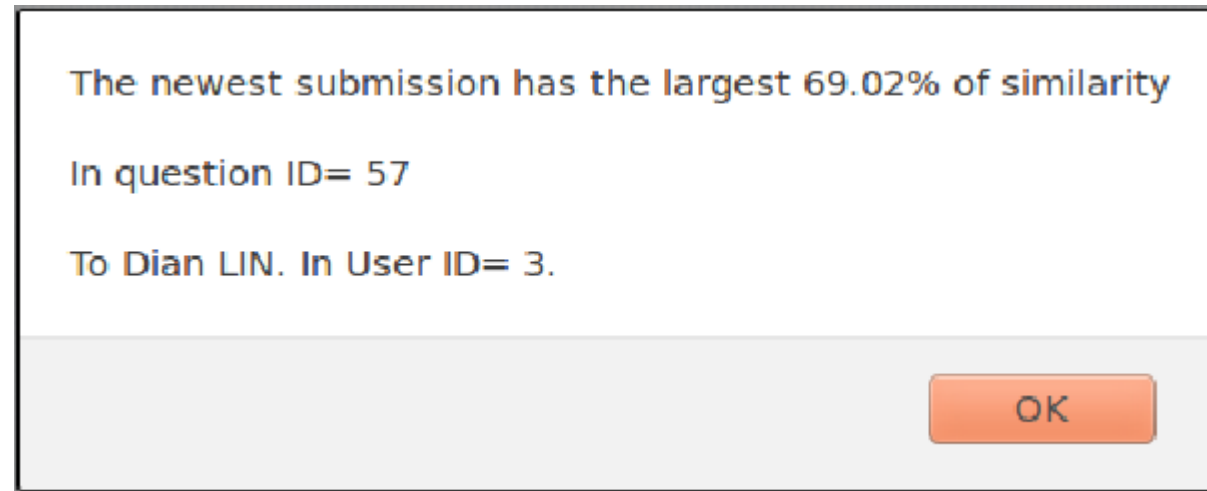 The newest submission has the largest 69.02% of similarity
In question ID= 57
To Dian LIN. In User ID= 3.
OK